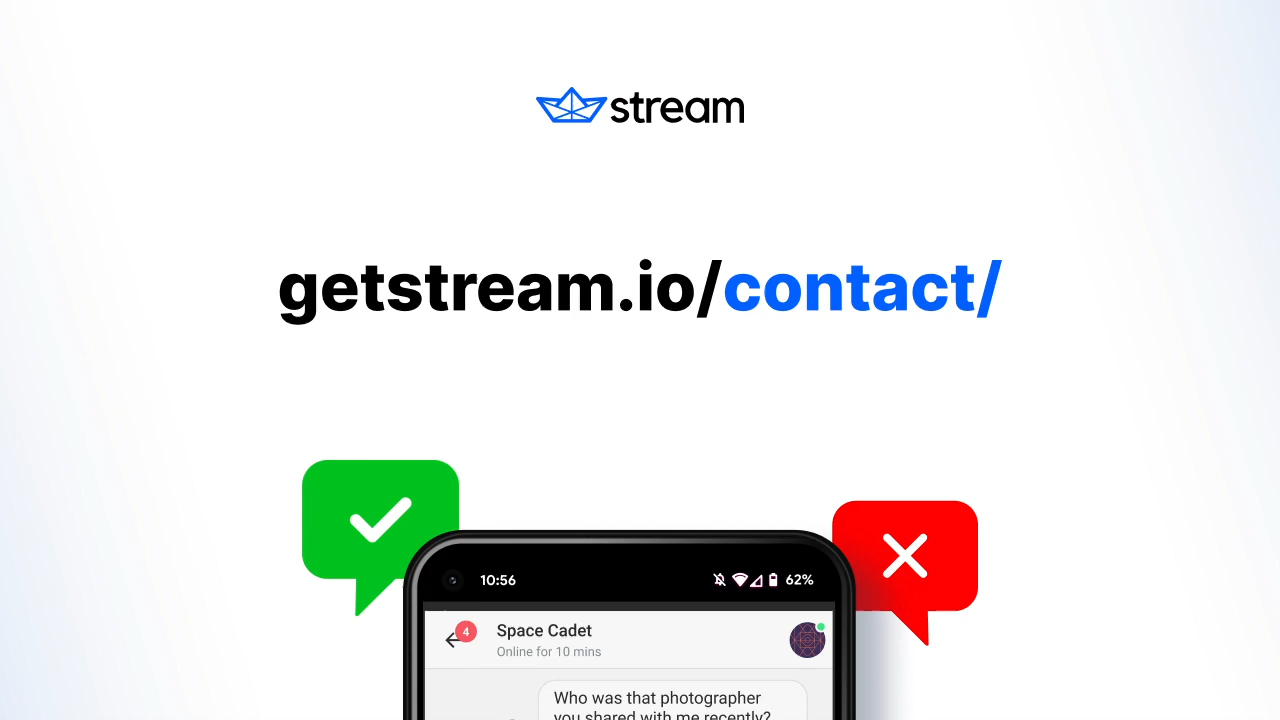 stream
getstream.io/contact/
10:56
62%
4
Space Cadet
Online for 10 mins
Who was that photographer
you shared with me recently?